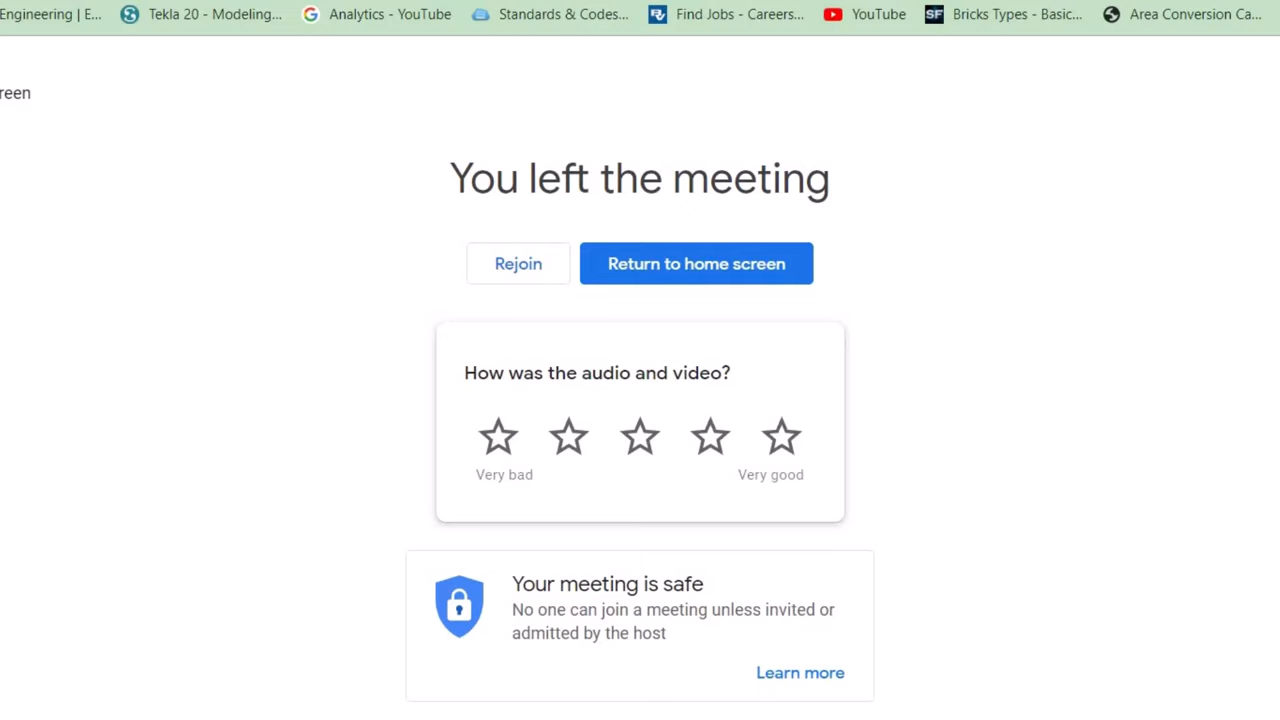 Engineering | E... Tekla 20 - Modeling... Analytics - YouTube Standards & Codes... Find Jobs - Careers... YouTube SF Bricks Types - Basic... Area Conversion Ca...
reen
You left the meeting
Rejoin Return to home screen
How was the audio and video?
Very bad Very good
Your meeting is safe
No one can join a meeting unless invited or
admitted by the host
Learn more